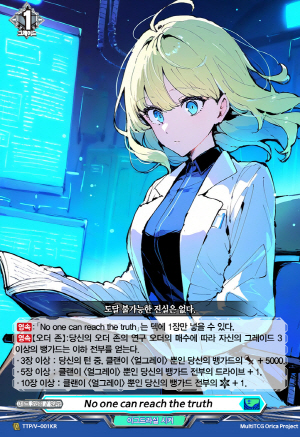 1
그레이드
도달 불가능한 진실은 없다.
영속 : 「No one can reach the truth」는 덱에 1장만 넣을 수 있다.
영속 【오더 존】:당신의 오더 존의 연구 오더의 매수에 따라 자신의 그레이드 3
이상의 뱅가드는 이하 전부를 얻는다.
· 3장 이상 : 당신의 턴 중, 클랜이 〈얼그레이〉 뿐인 당신의 뱅가드의 + 5000.
· 5장 이상 : 클랜이 〈얼그레이〉 뿐인 당신의 뱅가드 전부의 드라이브 + 1.
· 10장 이상 : 클랜이 〈얼그레이〉 뿐인 당신의 뱅가드 전부의 + 1.
No one can reach the truth
TTP/V-001KR
MultiTCG Orica Project